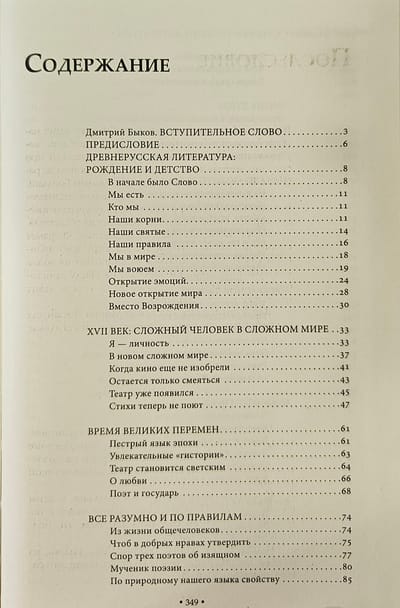 Содержание
Дмитрий Быков. ВСТУПИТЕЛЬНОЕ СЛОВО . . . . . . . . . . . . 3
ПРЕДИСЛОВИЕ . . . . . . . . . . . . 6
ДРЕВНЕРУССКАЯ ЛИТЕРАТУРА:
РОЖДЕНИЕ И ДЕТСТВО . . . . . . . . . . . . 8
В начале было Слово . . . . . . . . . . . . 8
Мы есть . . . . . . . . . . . . 11
Кто мы . . . . . . . . . . . . 11
Наши корни . . . . . . . . . . . . 11
Наши святые . . . . . . . . . . . . 14
Наши правила . . . . . . . . . . . . 16
Мы в мире . . . . . . . . . . . . 18
Мы воюем . . . . . . . . . . . . 19
Открытие эмоций . . . . . . . . . . . . 24
Новое открытие мира . . . . . . . . . . . . 28
Вместо Возрождения . . . . . . . . . . . . 30
XVII ВЕК: СЛОЖНЫЙ ЧЕЛОВЕК В СЛОЖНОМ МИРЕ . . 33
Я — личность . . . . . . . . . . . . 33
В новом сложном мире . . . . . . . . . . . . 37
Когда кино еще не изобрели . . . . . . . . . . . . 41
Остается только смеяться . . . . . . . . . . . . 43
Театр уже появился . . . . . . . . . . . . 45
Стихи теперь не поют . . . . . . . . . . . . 47
ВРЕМЯ ВЕЛИКИХ ПЕРЕМЕН . . . . . . . . . . . . 61
Пестрый язык эпохи . . . . . . . . . . . . 61
Увлекательные «гистории» . . . . . . . . . . . . 63
Театр становится светским . . . . . . . . . . . . 64
О любви . . . . . . . . . . . . 66
Поэт и государь . . . . . . . . . . . . 68
ВСЕ РАЗУМНО И ПО ПРАВИЛАМ . . . . . . . . . . . . 74
Из жизни общечеловеков . . . . . . . . . . . . 74
Чтоб в добрых нравах утвердить . . . . . . . . . . . . 75
Спор трех поэтов об изящном . . . . . . . . . . . . 77
Мученик поэзии . . . . . . . . . . . . 80
По природному нашего языка свойству . . . . . . . . . . . . 85
• 349 •